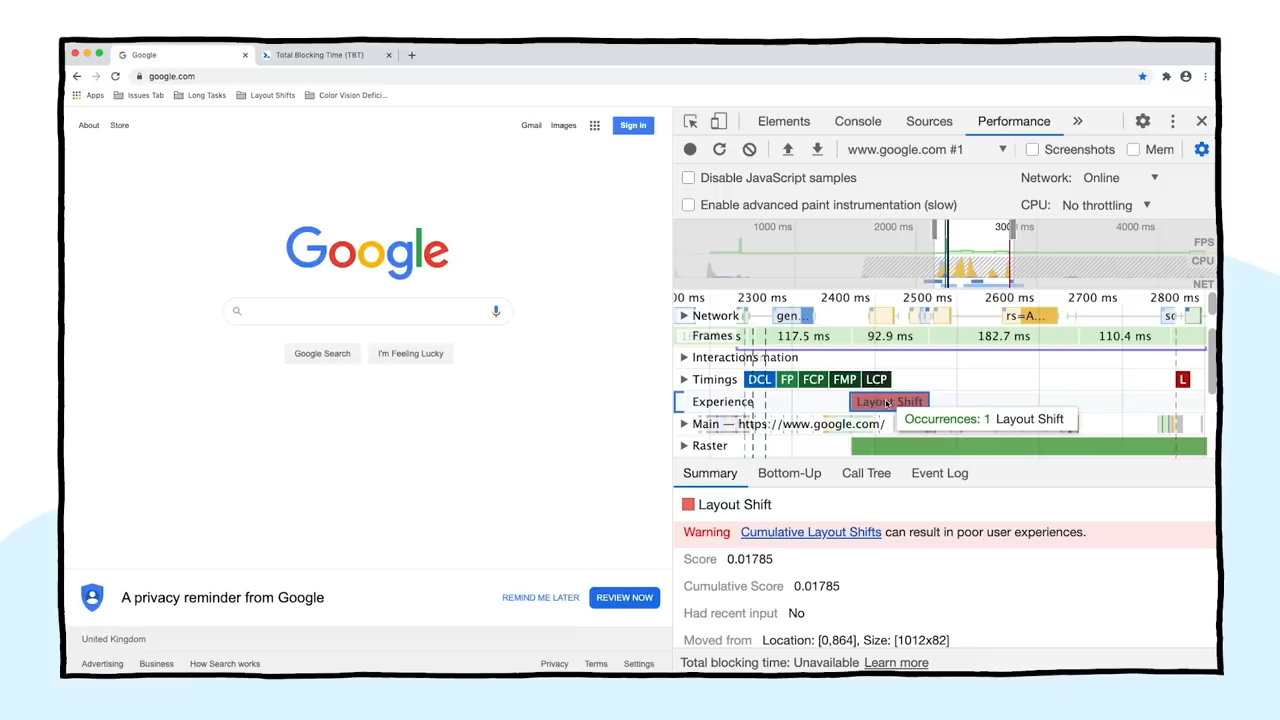 Google
Total Blocking Time (TBT)
google.com
Apps Issues Tab Long Tasks Layout Shifts Color Vision Defici...
About Store Gmail Images Sign in
Google
Google Search I'm Feeling Lucky
A privacy reminder from Google REMIND ME LATER REVIEW NOW
United Kingdom
Advertising Business How Search works Privacy Terms Settings
Elements Console Sources Performance »
www.google.com #1 Screenshots Mem
Disable JavaScript samples Network: Online
Enable advanced paint instrumentation (slow) CPU: No throttling
1000 ms 2000 ms 3000 ms 4000 ms
FPS
CPU
NET
00 ms 2300 ms 2400 ms 2500 ms 2600 ms 2700 ms 2800 ms
Network gen... rs=A...
Frames 117.5 ms 92.9 ms 182.7 ms 110.4 ms
Interactions mation
Timings DCL FP FCP FMP LCP L
Experience Layout Shift
Occurrences: 1 Layout Shift
Main — https://www.google.com/
Raster
Summary Bottom-Up Call Tree Event Log
Layout Shift
Warning Cumulative Layout Shifts can result in poor user experiences.
Score 0.01785
Cumulative Score 0.01785
Had recent input No
Moved from Location: [0,864], Size: [1012x82]
Total blocking time: Unavailable Learn more